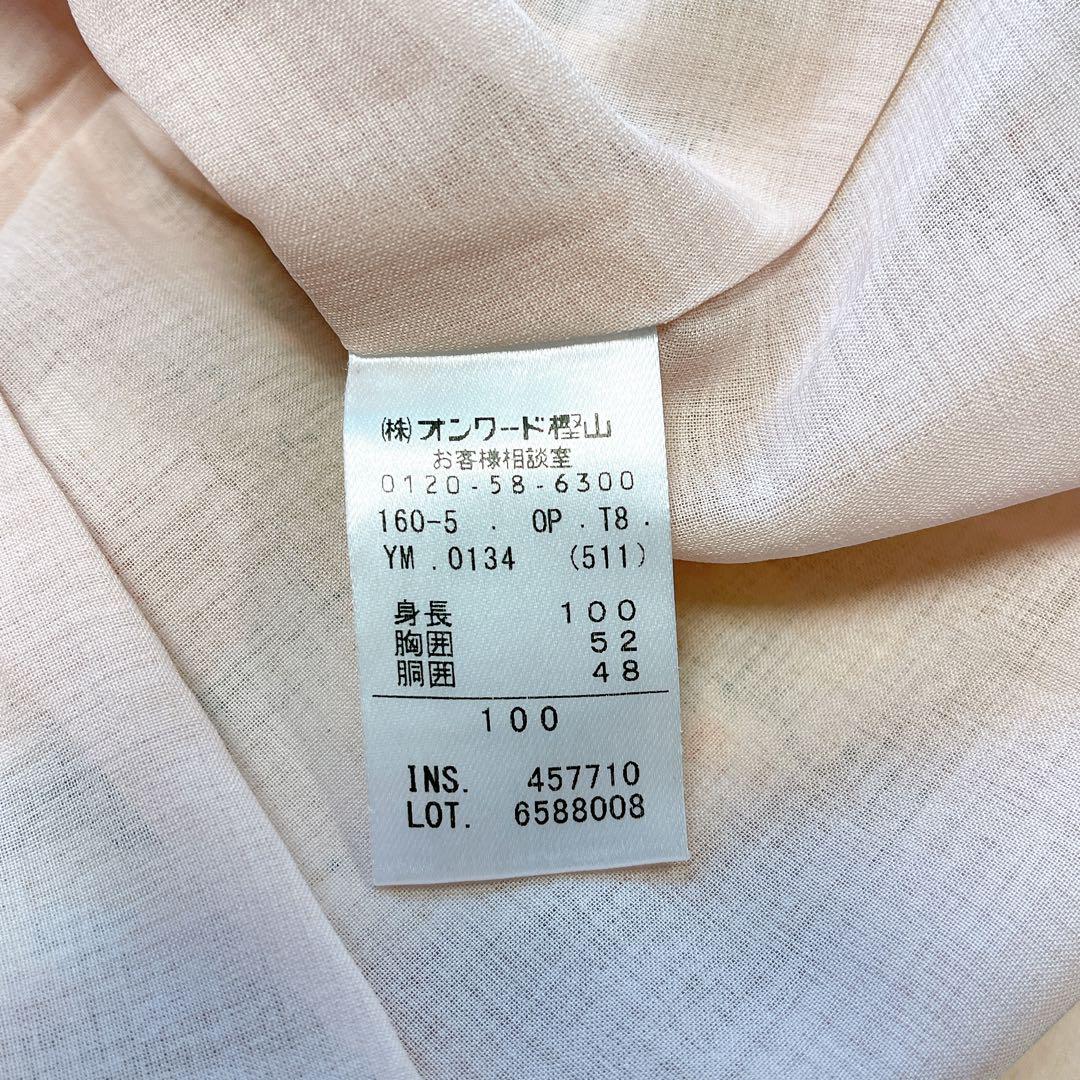 ㈱オンワード樫山
お客様相談室
0120-58-6300
160-5 . OP . T8 .
YM . 0134 (511)
身長 100
胸囲 52
胴囲 48
100
INS. 457710
LOT. 6588008